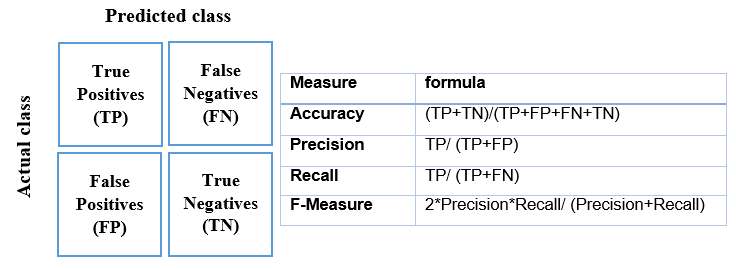 Predicted class
Actual class
True
Positives
(TP)
False
Negatives
(FN)
False
Positives
(FP)
True
Negatives
(TN)
Measure formula
Accuracy (TP+TN)/(TP+FP+FN+TN)
Precision TP/ (TP+FP)
Recall TP/ (TP+FN)
F-Measure 2*Precision*Recall/ (Precision+Recall)